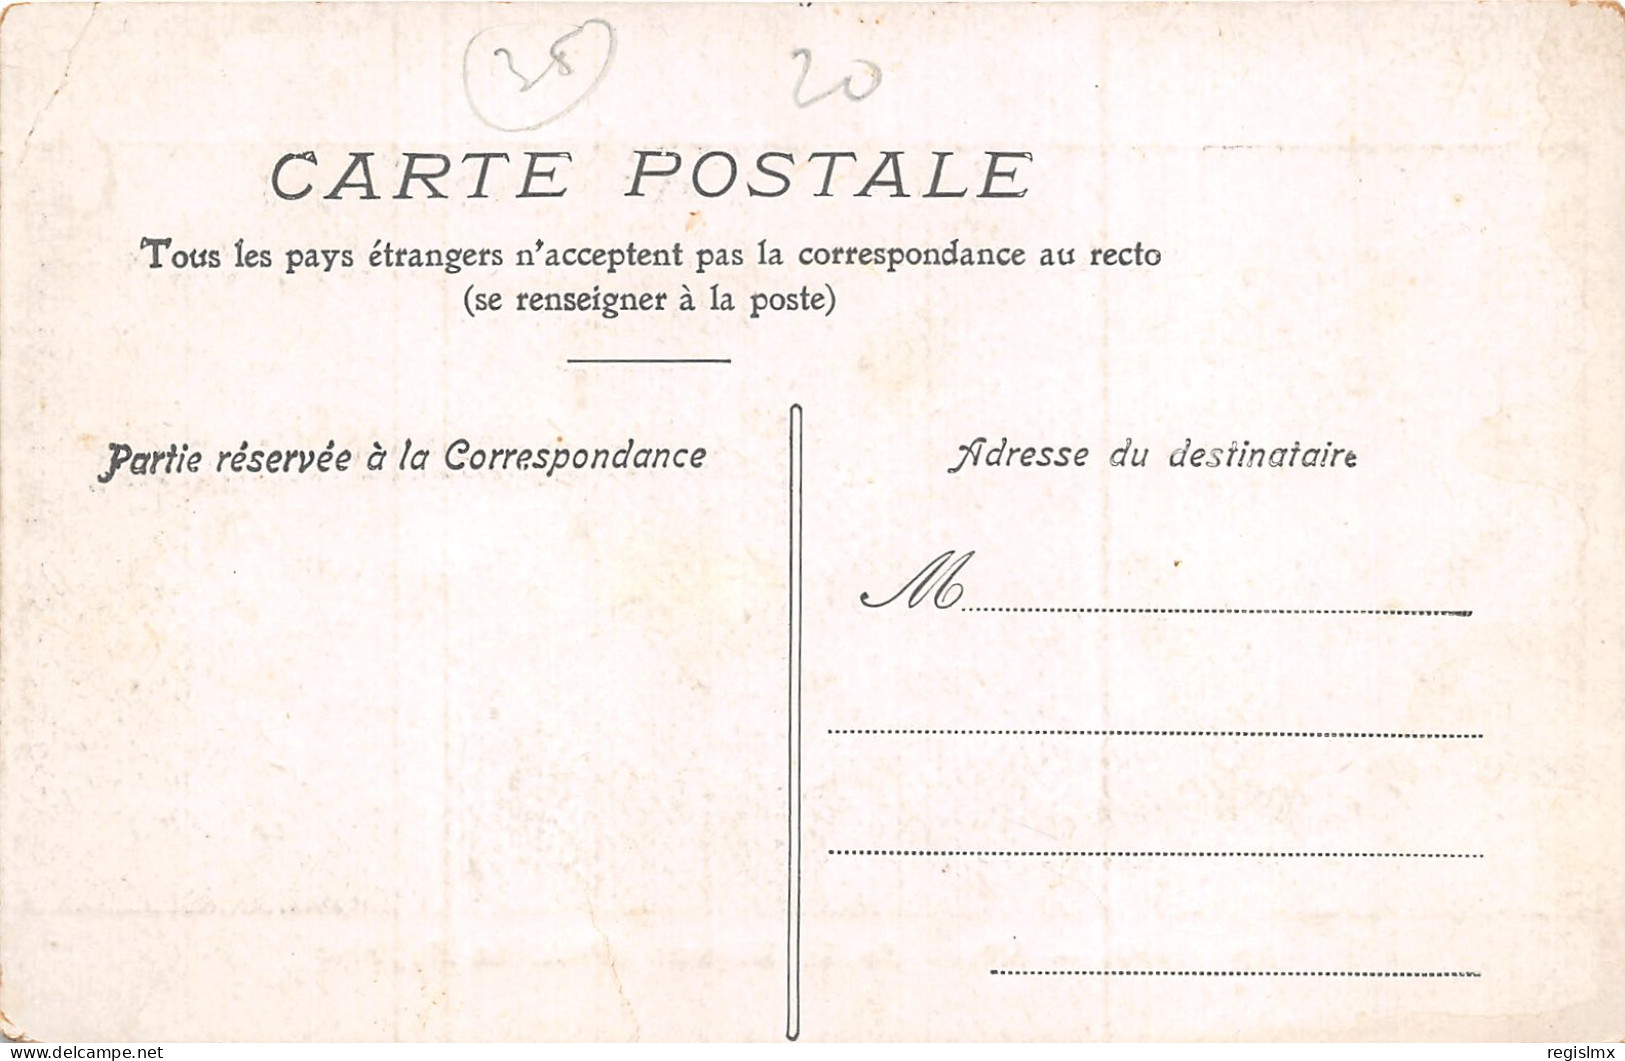 38 20
CARTE POSTALE
Tous les pays étrangers n'acceptent pas la correspondance au recto
(se renseigner à la poste)
Partie réservée à la Correspondance
Adresse du destinataire
M
www.delcampe.net
regislmx